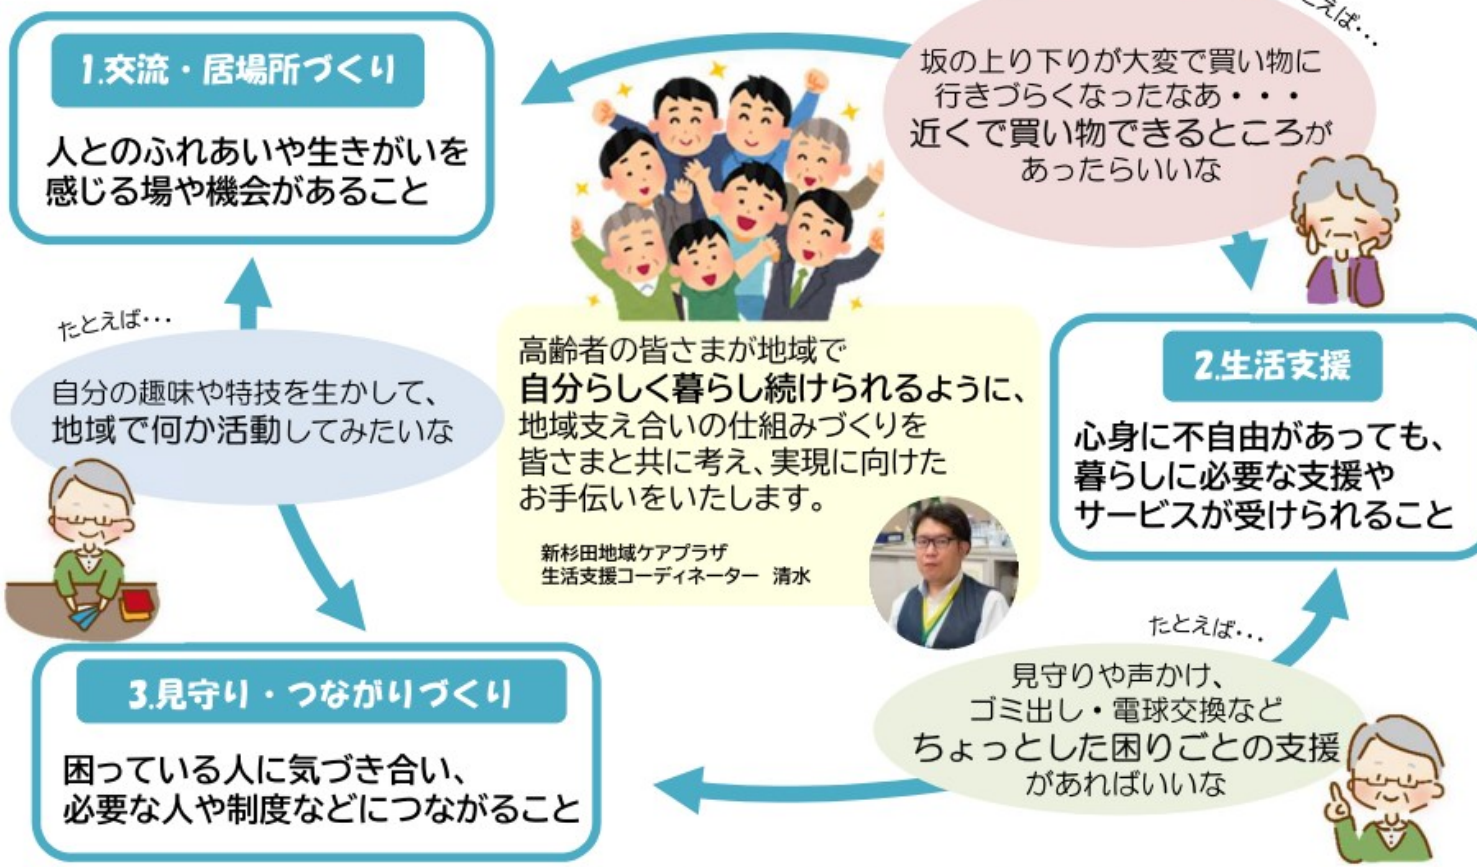 1.交流・居場所づくり
人とのふれあいや生きがいを
感じる場や機会があること
とえば・・・
坂の上り下りが大変で買い物に
行きづらくなったなあ・・・
近くで買い物できるところが
あったらいいな
たとえば・・・
自分の趣味や特技を生かして、
地域で何か活動してみたいな
高齢者の皆さまが地域で
自分らしく暮らし続けられるように、
地域支え合いの仕組みづくりを
皆さまと共に考え、実現に向けた
お手伝いをいたします。
新杉田地域ケアプラザ
生活支援コーディネーター 清水
2.生活支援
心身に不自由があっても、
暮らしに必要な支援や
サービスが受けられること
たとえば・・・
見守りや声かけ、
ゴミ出し・電球交換など
ちょっとした困りごとの支援
があればいいな
3.見守り・つながりづくり
困っている人に気づき合い、
必要な人や制度などにつながること